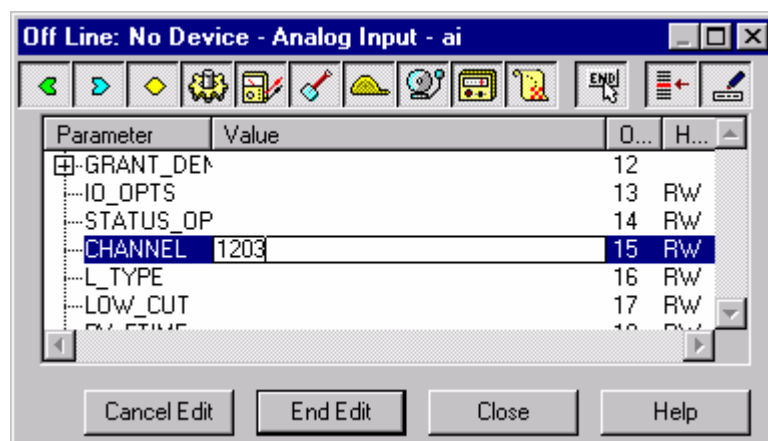 Off Line: No Device - Analog Input - ai
END
Parameter Value O... H...
GRANT_DEN 12
IO_OPTS 13 RW
STATUS_OP 14 RW
CHANNEL 1203 15 RW
L_TYPE 16 RW
LOW_CUT 17 RW
Cancel Edit End Edit Close Help